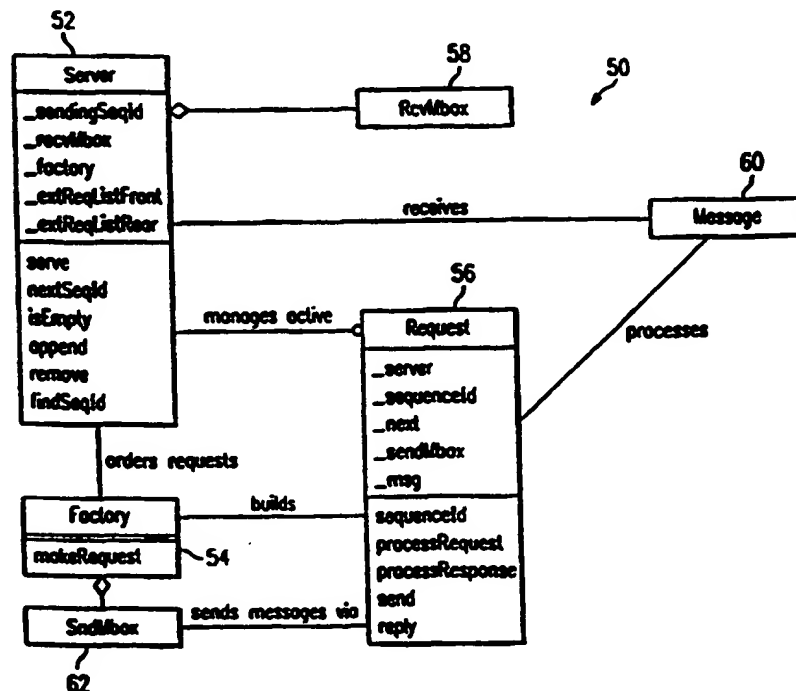 52
Server
_sendingSeqId
_recvMbox
_factory
_extReqListFront
_extReqListRear
serve
nextSeqId
isEmpty
append
remove
findSeqId
58
RcvMbox
50
receives
60
Message
manages active
56
Request
_server
_sequenceId
_next
_sendMbox
_msg
sequenceId
processRequest
processResponse
send
reply
processes
orders requests
Factory
makeRequest
54
builds
SndMbox
62
sends messages via